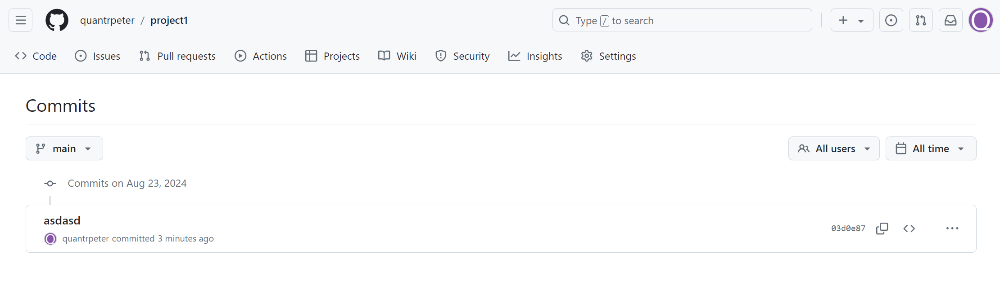 quantrpeter / project1
Type / to search
Code Issues Pull requests Actions Projects Wiki Security Insights Settings
Commits
main
All users
All time
Commits on Aug 23, 2024
asdasd
03d0e87
quantrpeter committed 3 minutes ago